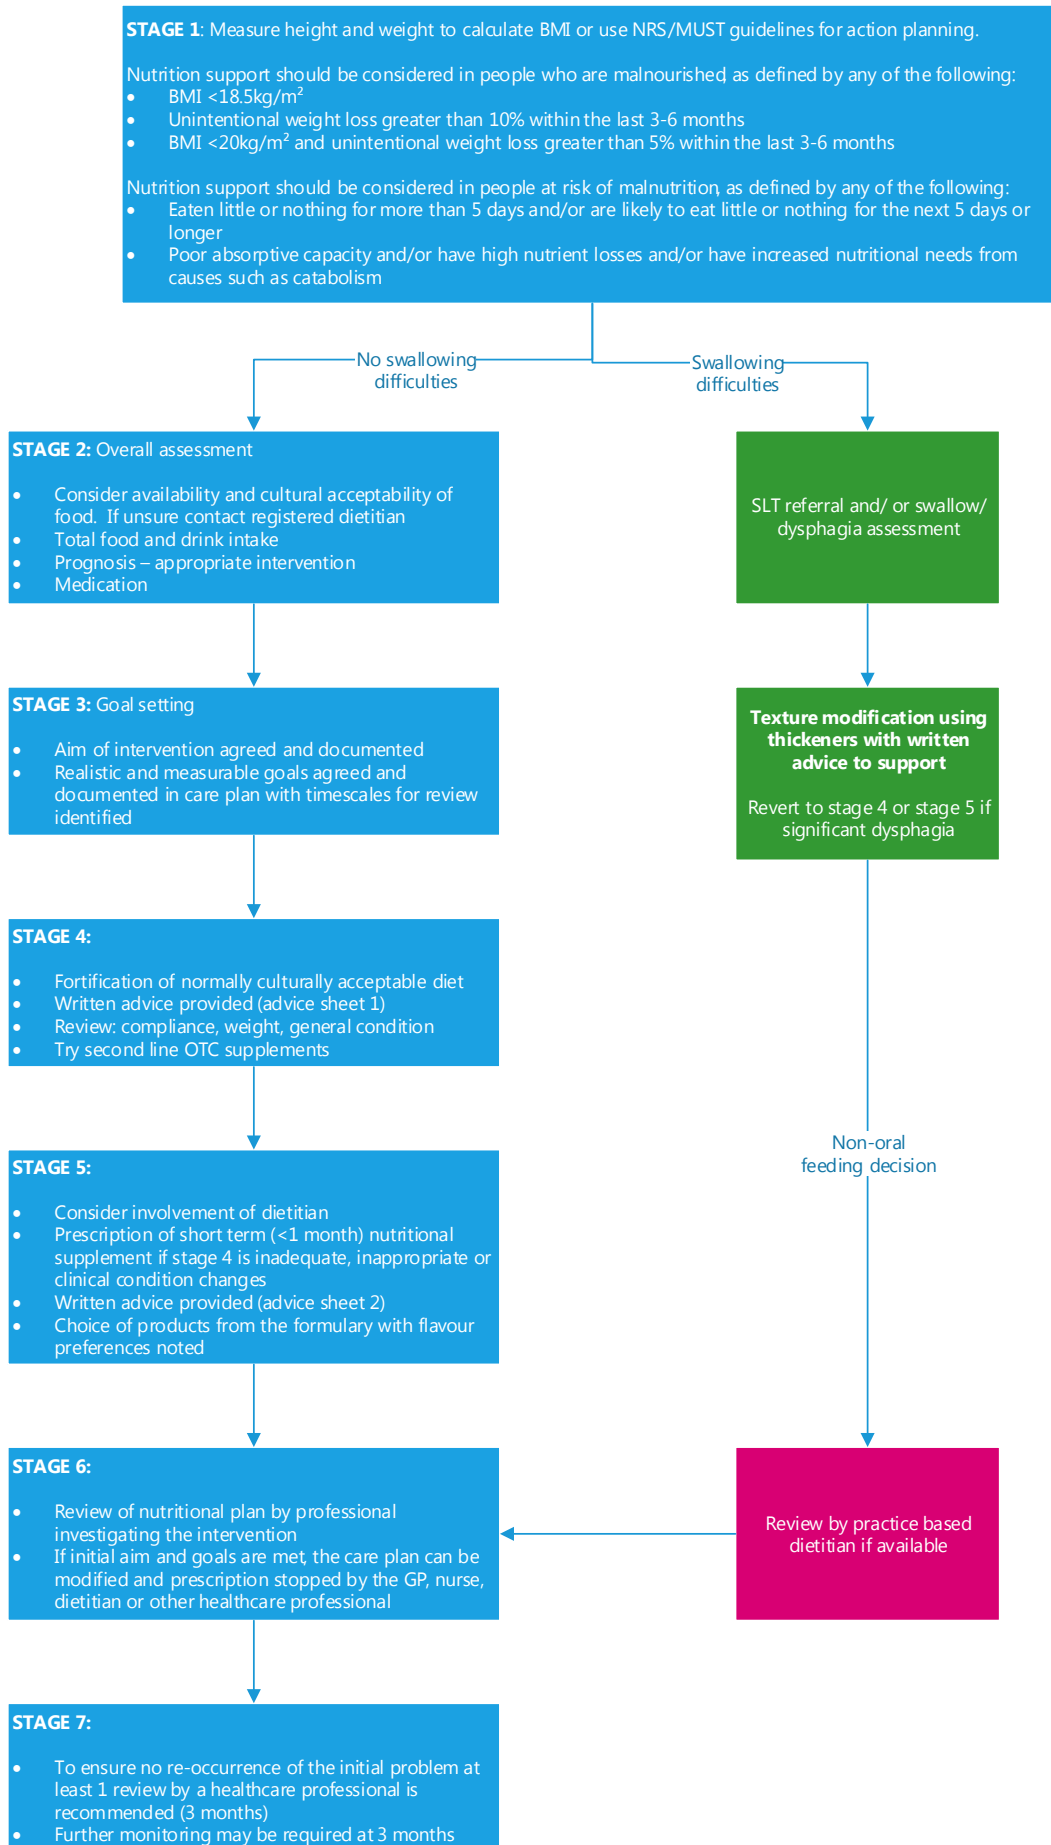 STAGE 1: Measure height and weight to calculate BMI or use NRS/MUST guidelines for action planning.
Nutrition support should be considered in people who are malnourished, as defined by any of the following:
• BMI <18.5kg/m²
• Unintentional weight loss greater than 10% within the last 3-6 months
• BMI <20kg/m² and unintentional weight loss greater than 5% within the last 3-6 months
Nutrition support should be considered in people at risk of malnutrition, as defined by any of the following:
• Eaten little or nothing for more than 5 days and/or are likely to eat little or nothing for the next 5 days or
longer
• Poor absorptive capacity and/or have high nutrient losses and/or have increased nutritional needs from
causes such as catabolism
No swallowing
difficulties
Swallowing
difficulties
STAGE 2: Overall assessment
• Consider availability and cultural acceptability of
food. If unsure contact registered dietitian
• Total food and drink intake
• Prognosis – appropriate intervention
• Medication
SLT referral and/ or swallow/
dysphagia assessment
STAGE 3: Goal setting
• Aim of intervention agreed and documented
• Realistic and measurable goals agreed and
documented in care plan with timescales for review
identified
Texture modification using
thickeners with written
advice to support
Revert to stage 4 or stage 5 if
significant dysphagia
STAGE 4:
• Fortification of normally culturally acceptable diet
• Written advice provided (advice sheet 1)
• Review: compliance, weight, general condition
• Try second line OTC supplements
Non-oral
feeding decision
STAGE 5:
• Consider involvement of dietitian
• Prescription of short term (<1 month) nutritional
supplement if stage 4 is inadequate, inappropriate or
clinical condition changes
• Written advice provided (advice sheet 2)
• Choice of products from the formulary with flavour
preferences noted
STAGE 6:
• Review of nutritional plan by professional
investigating the intervention
• If initial aim and goals are met, the care plan can be
modified and prescription stopped by the GP, nurse,
dietitian or other healthcare professional
Review by practice based
dietitian if available
STAGE 7:
• To ensure no re-occurrence of the initial problem at
least 1 review by a healthcare professional is
recommended (3 months)
• Further monitoring may be required at 3 months